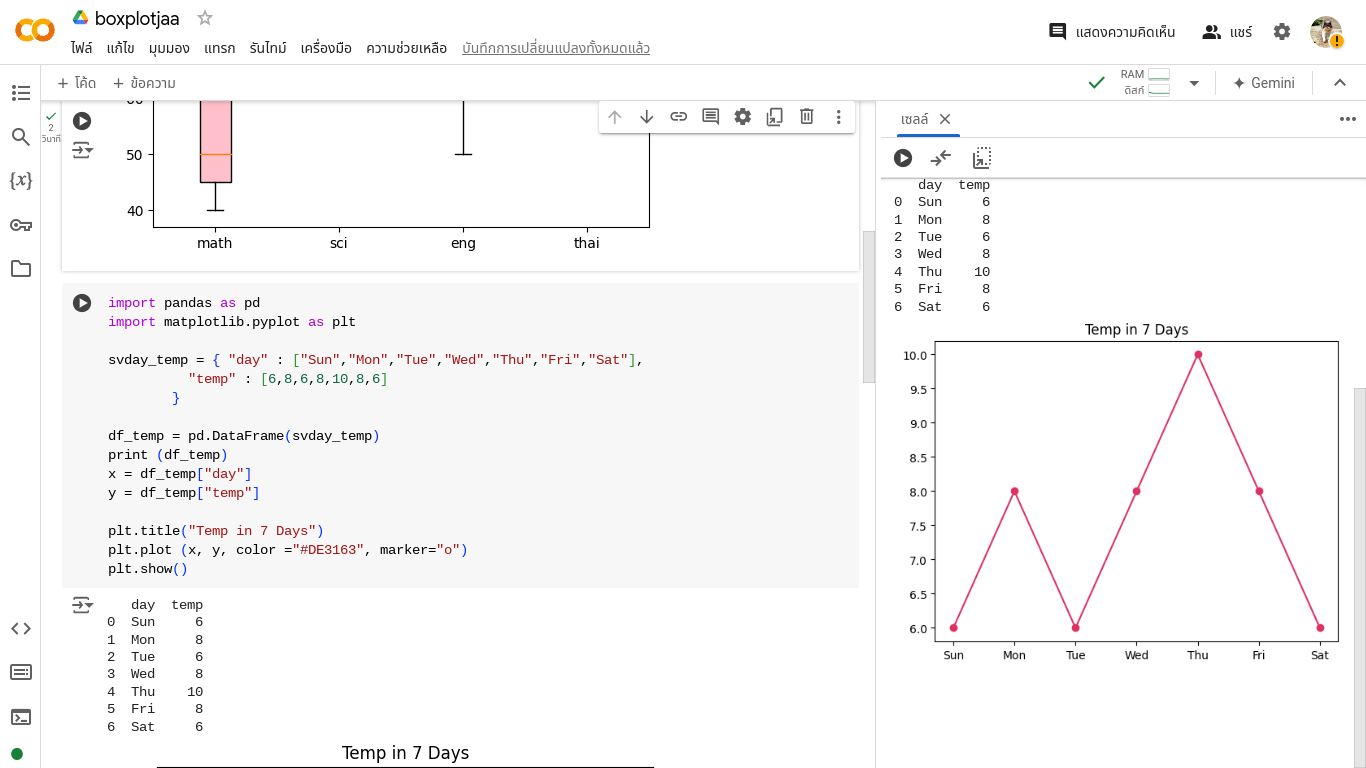 boxplotjaa
ไฟล์ แก้ไข มุมมอง แทรก รันไทม์ เครื่องมือ ความช่วยเหลือ บันทึกการเปลี่ยนแปลงทั้งหมดแล้ว
แสดงความคิดเห็น แชร์
+ โค้ด + ข้อความ
RAM
ดิสก์
Gemini
2
วินาที
50
40
math sci eng thai
import pandas as pd
import matplotlib.pyplot as plt
svday_temp = { "day" : ["Sun","Mon","Tue","Wed","Thu","Fri","Sat"],
"temp" : [6,8,6,8,10,8,6]
}
df_temp = pd.DataFrame(svday_temp)
print (df_temp)
x = df_temp["day"]
y = df_temp["temp"]
plt.title("Temp in 7 Days")
plt.plot (x, y, color ="#DE3163", marker="o")
plt.show()
day temp
0 Sun 6
1 Mon 8
2 Tue 6
3 Wed 8
4 Thu 10
5 Fri 8
6 Sat 6
Temp in 7 Days
เซลล์
day temp
0 Sun 6
1 Mon 8
2 Tue 6
3 Wed 8
4 Thu 10
5 Fri 8
6 Sat 6
Temp in 7 Days
10.0
9.5
9.0
8.5
8.0
7.5
7.0
6.5
6.0
Sun Mon Tue Wed Thu Fri Sat
{x}